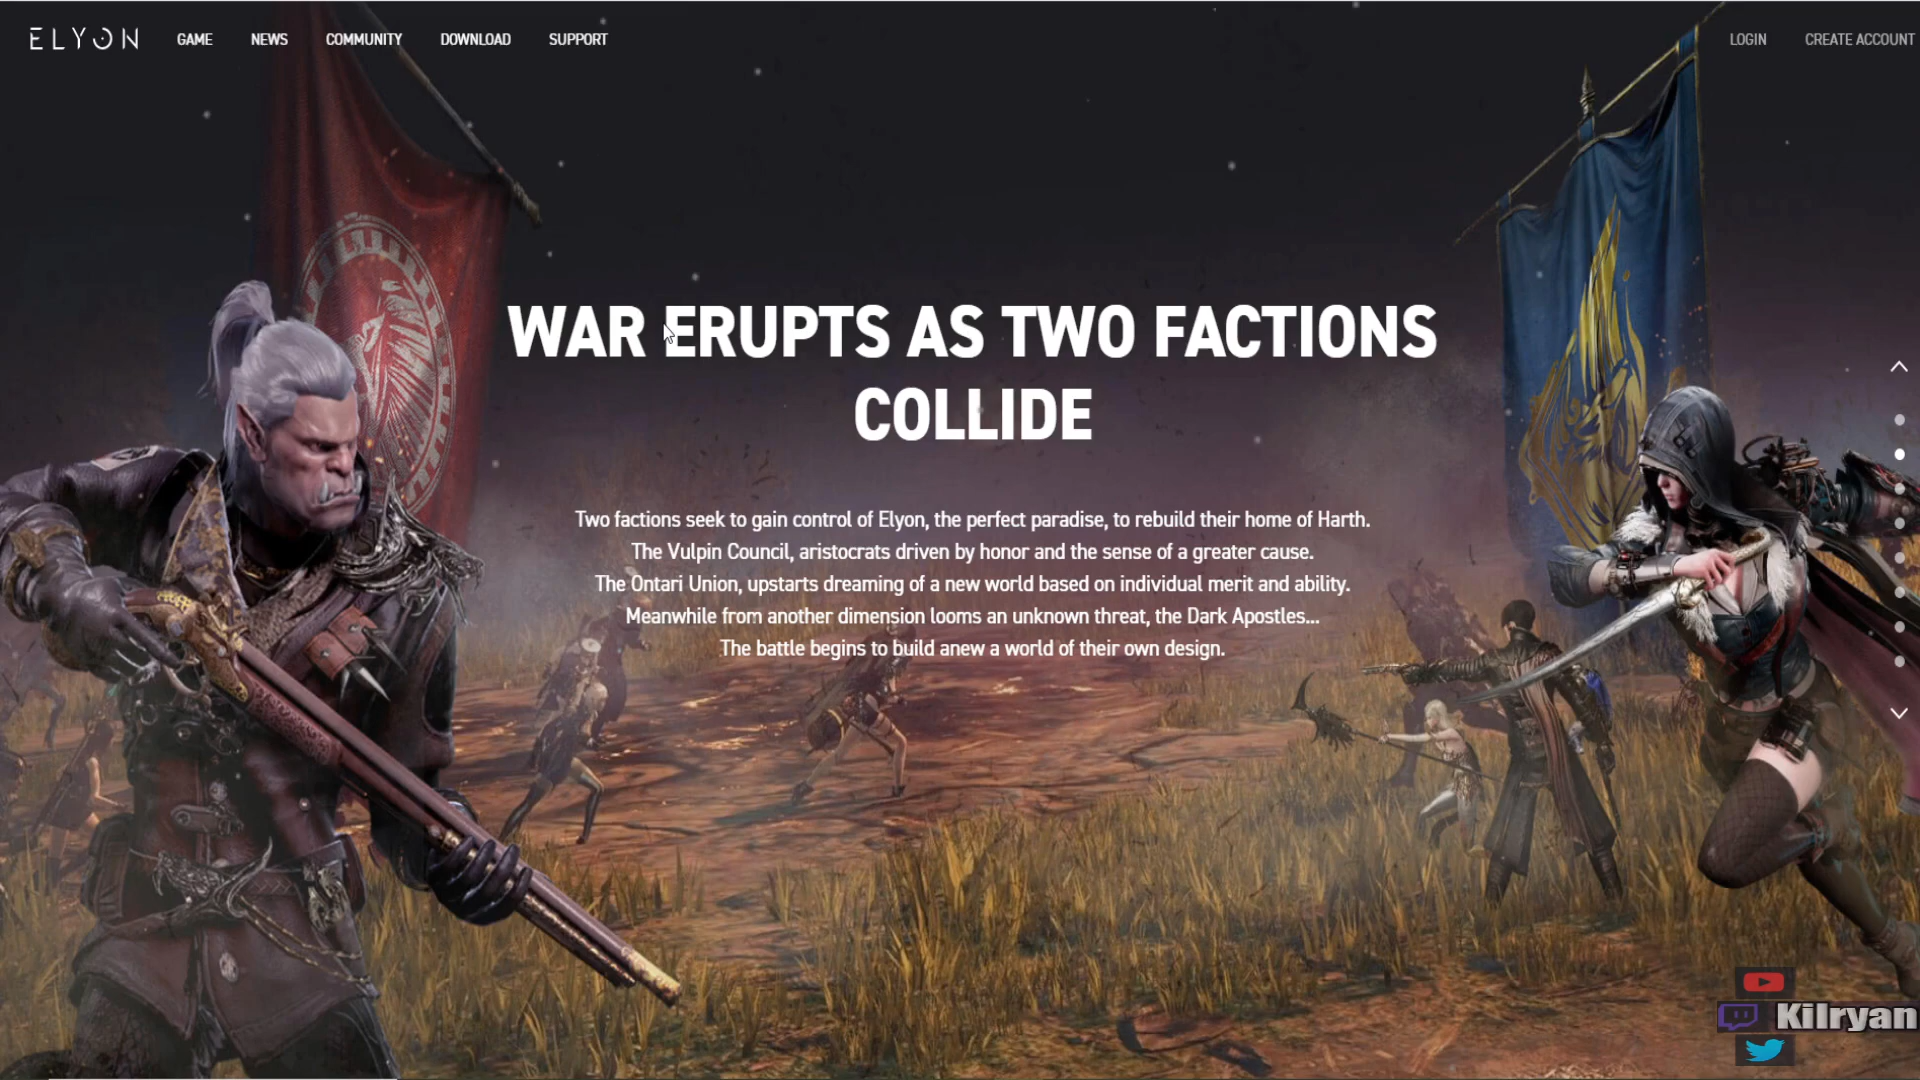 ELYON
GAME
NEWS
COMMUNITY
DOWNLOAD
SUPPORT
LOGIN
CREATE ACCOUNT
WAR ERUPTS AS TWO FACTIONS
COLLIDE
Two factions seek to gain control of Elyon, the perfect paradise, to rebuild their home of Harth.
The Vulpin Council, aristocrats driven by honor and the sense of a greater cause.
The Ontari Union, upstarts dreaming of a new world based on individual merit and ability.
Meanwhile from another dimension looms an unknown threat, the Dark Apostles...
The battle begins to build anew a world of their own design.
Kilryan